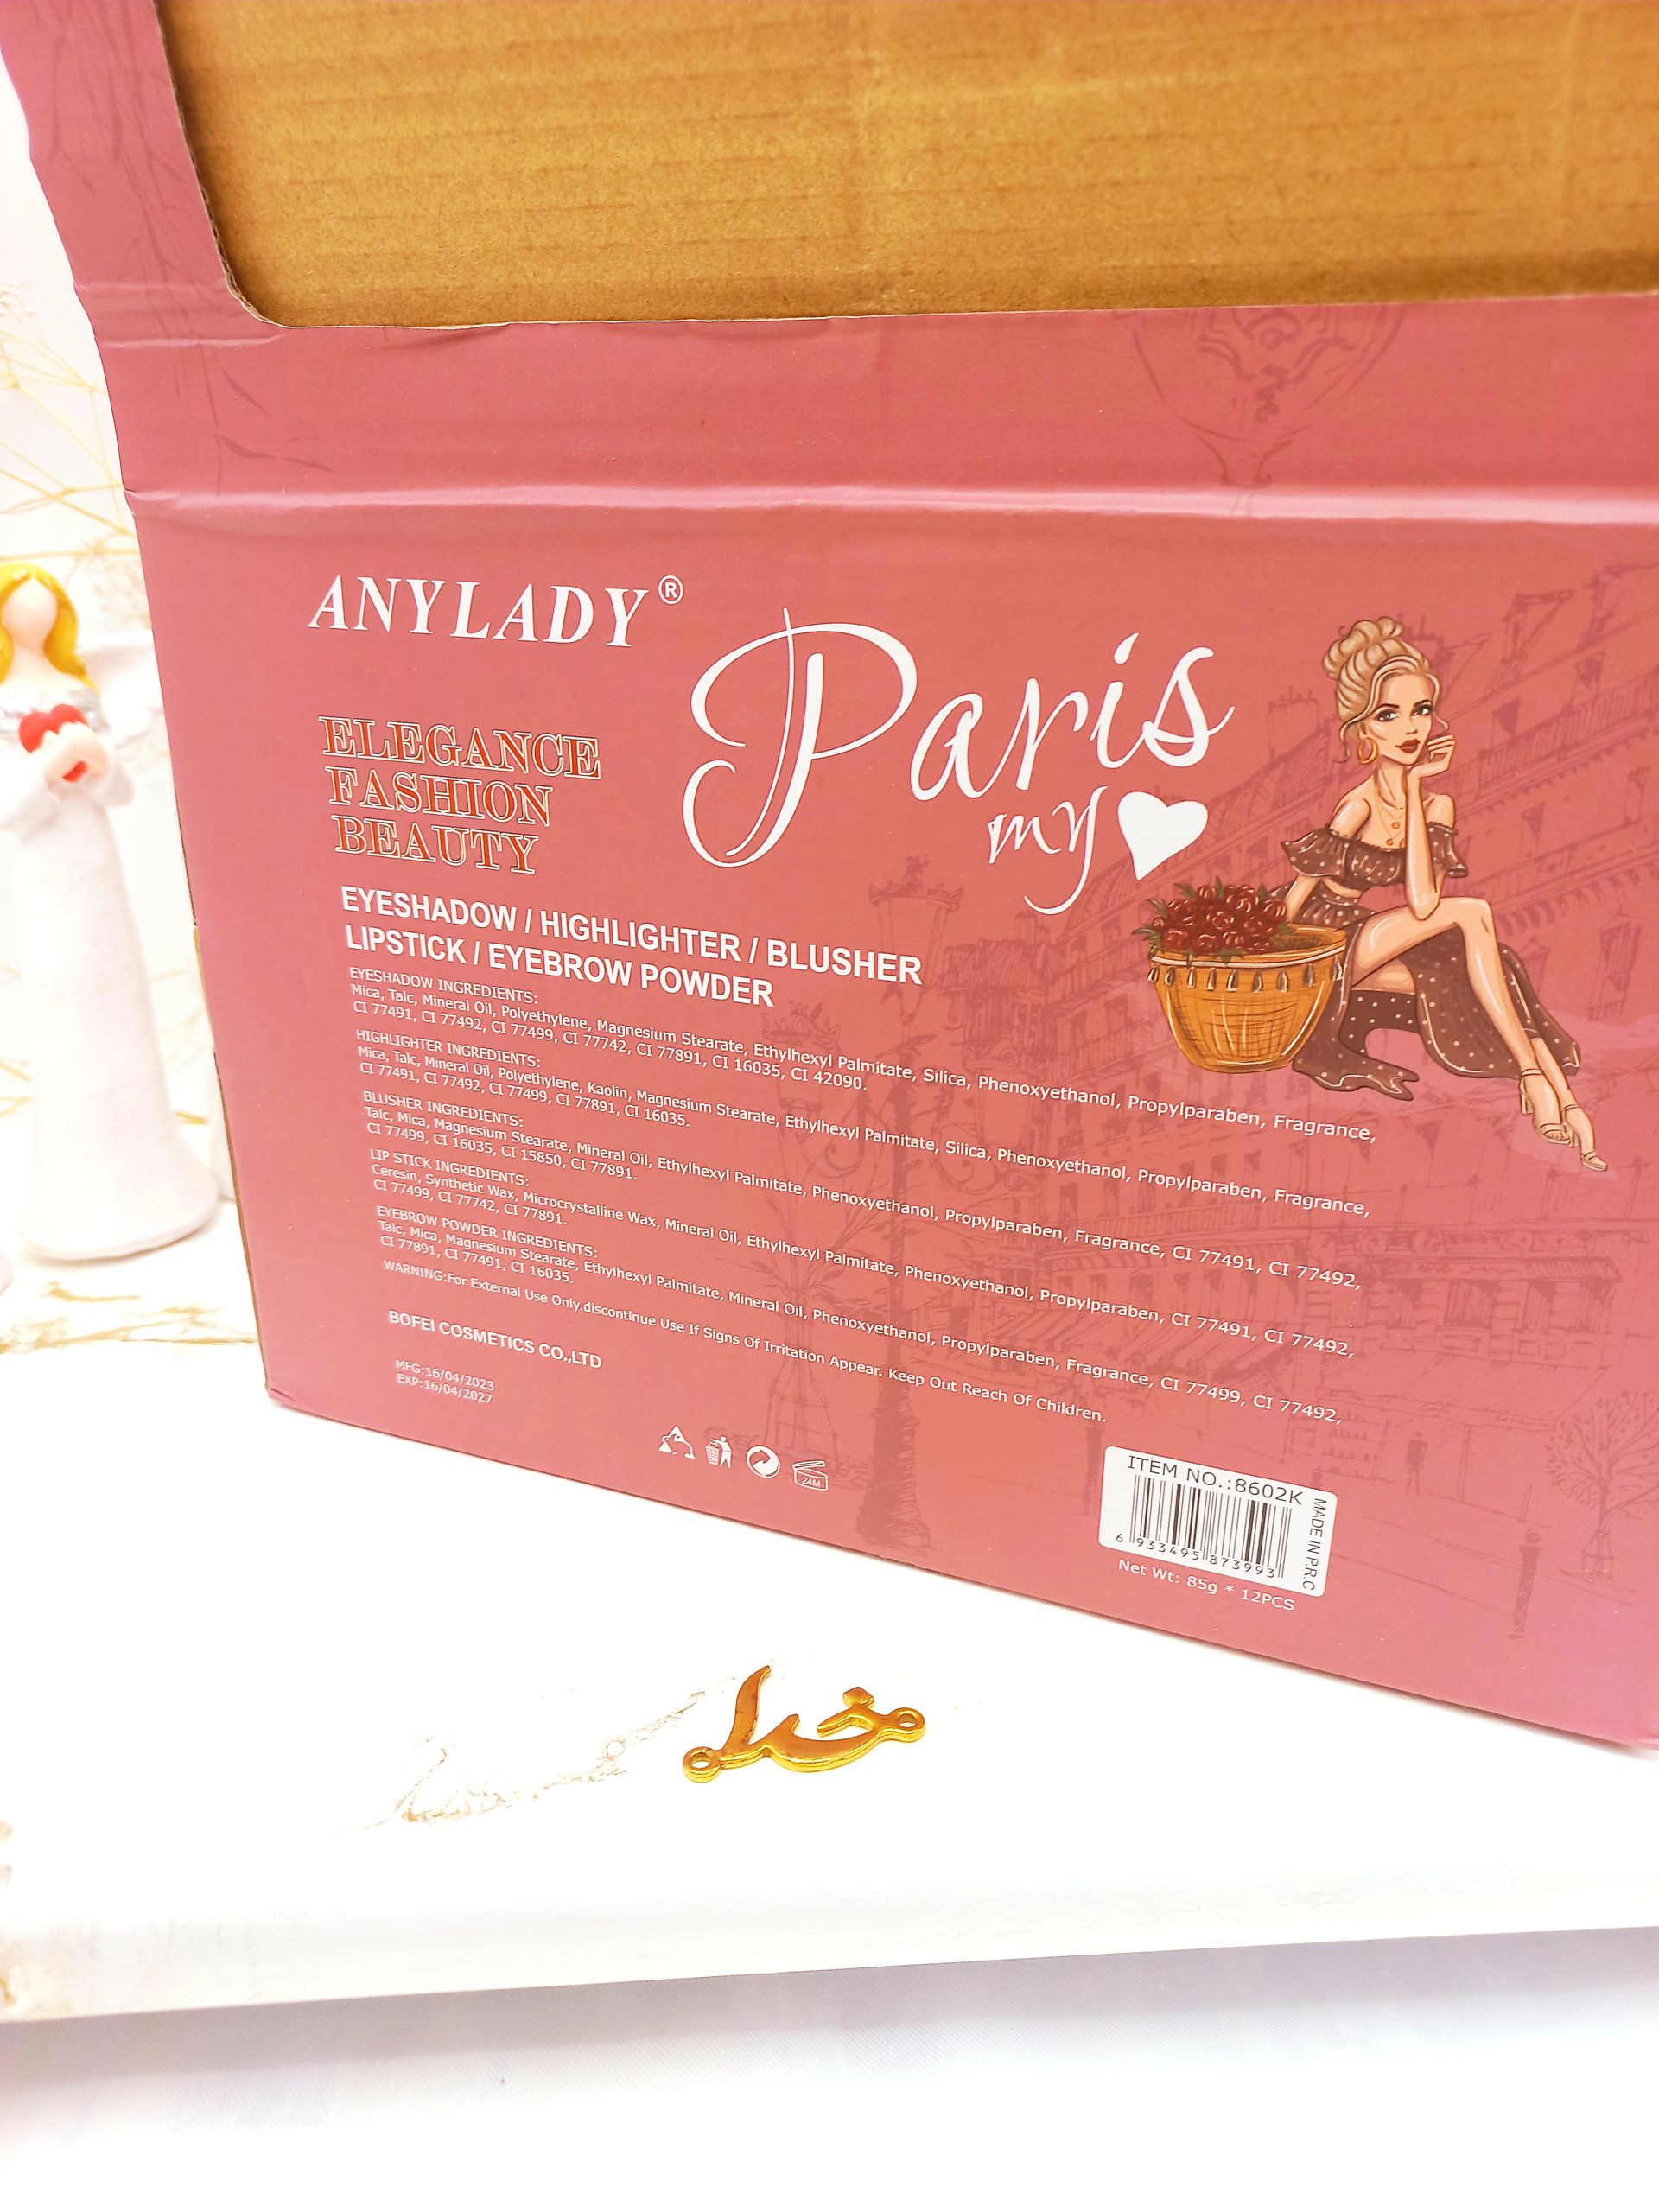 ANYLADY®
Paris
my
ELEGANCE
FASHION
BEAUTY
EYESHADOW / HIGHLIGHTER / BLUSHER
LIPSTICK / EYEBROW POWDER
EYESHADOW INGREDIENTS:
Mica, Talc, Mineral Oil, Polyethylene, Magnesium Stearate, Ethylhexyl Palmitate, Silica, Phenoxyethanol, Propylparaben, Fragrance,
CI 77491, CI 77492, CI 77499, CI 77742, CI 77891, CI 16035, CI 42090.
HIGHLIGHTER INGREDIENTS:
Mica, Talc, Mineral Oil, Polyethylene, Kaolin, Magnesium Stearate, Ethylhexyl Palmitate, Silica, Phenoxyethanol, Propylparaben, Fragrance,
CI 77491, CI 77492, CI 77499, CI 77891, CI 16035.
BLUSHER INGREDIENTS:
Talc, Mica, Magnesium Stearate, Mineral Oil, Ethylhexyl Palmitate, Phenoxyethanol, Propylparaben, Fragrance, CI 77491, CI 77492,
CI 77499, CI 16035, CI 15850, CI 77891.
LIP STICK INGREDIENTS:
Ceresin, Synthetic Wax, Microcrystalline Wax, Mineral Oil, Ethylhexyl Palmitate, Phenoxyethanol, Propylparaben, CI 77491, CI 77492,
CI 77499, CI 77742, CI 77891.
EYEBROW POWDER INGREDIENTS:
Talc, Mica, Magnesium Stearate, Ethylhexyl Palmitate, Mineral Oil, Phenoxyethanol, Propylparaben, Fragrance, CI 77499, CI 77492,
CI 77891, CI 77491, CI 16035.
WARNING:For External Use Only.discontinue Use If Signs Of Irritation Appear. Keep Out Reach Of Children.
BOFEI COSMETICS CO.,LTD
MFG:16/04/2023
EXP:16/04/2027
24M
ITEM NO.:8602K
MADE IN P.R.C
6 933495 873993
Net Wt: 85g * 12PCS